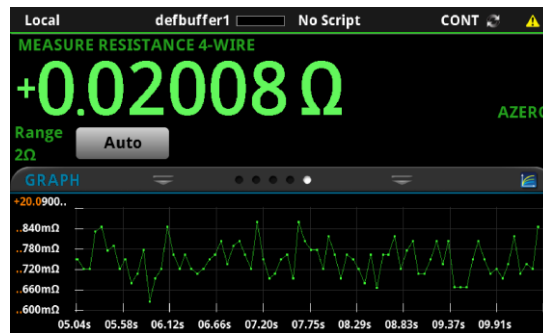 Local defbuffer1 No Script CONT
MEASURE RESISTANCE 4-WIRE
+0.02008 Ω
AZERO
Range Auto
2Ω
GRAPH
+20.0900..
..840mΩ
..780mΩ
..720mΩ
..660mΩ
..600mΩ
05.04s 05.58s 06.12s 06.66s 07.20s 07.75s 08.29s 08.83s 09.37s 09.91s